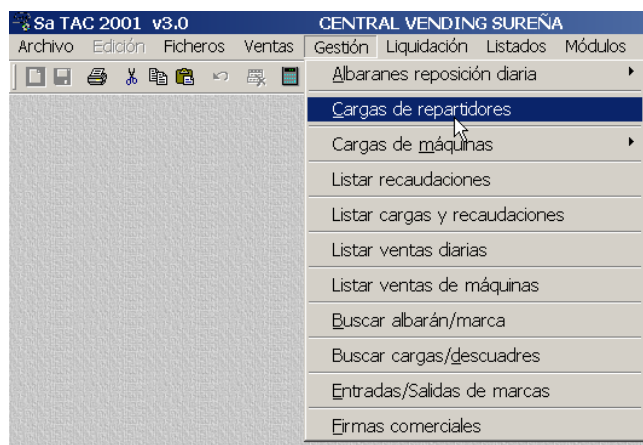 Sa TAC 2001 v3.0 CENTRAL VENDING SUREÑA
Archivo Edición Ficheros Ventas Gestión Liquidación Listados Módulos
Albaranes reposición diaria
Cargas de repartidores
Cargas de máquinas
Listar recaudaciones
Listar cargas y recaudaciones
Listar ventas diarias
Listar ventas de máquinas
Buscar albarán/marca
Buscar cargas/descuadres
Entradas/Salidas de marcas
Firmas comerciales